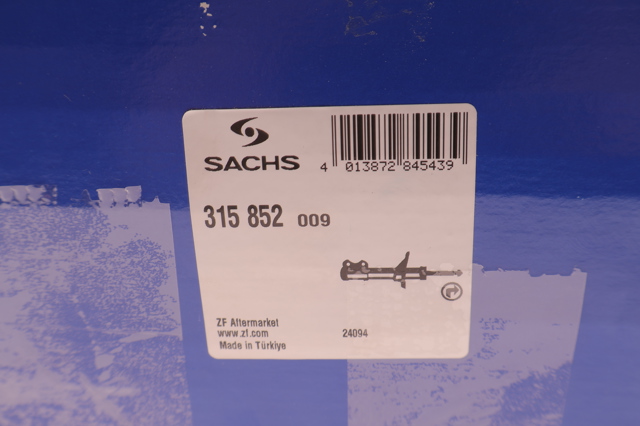 SACHS
4 013872 845439
315 852 009
ZF Aftermarket
www.zf.com
Made in Türkiye
24094